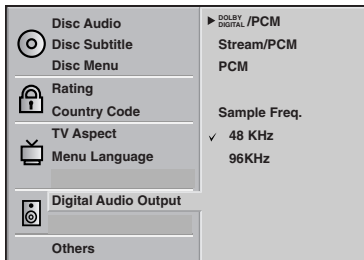 Disc Audio
Disc Subtitle
Disc Menu
Rating
Country Code
TV Aspect
Menu Language
Digital Audio Output
Others
DOLBY DIGITAL /PCM
Stream/PCM
PCM
Sample Freq.
48 KHz
96KHz